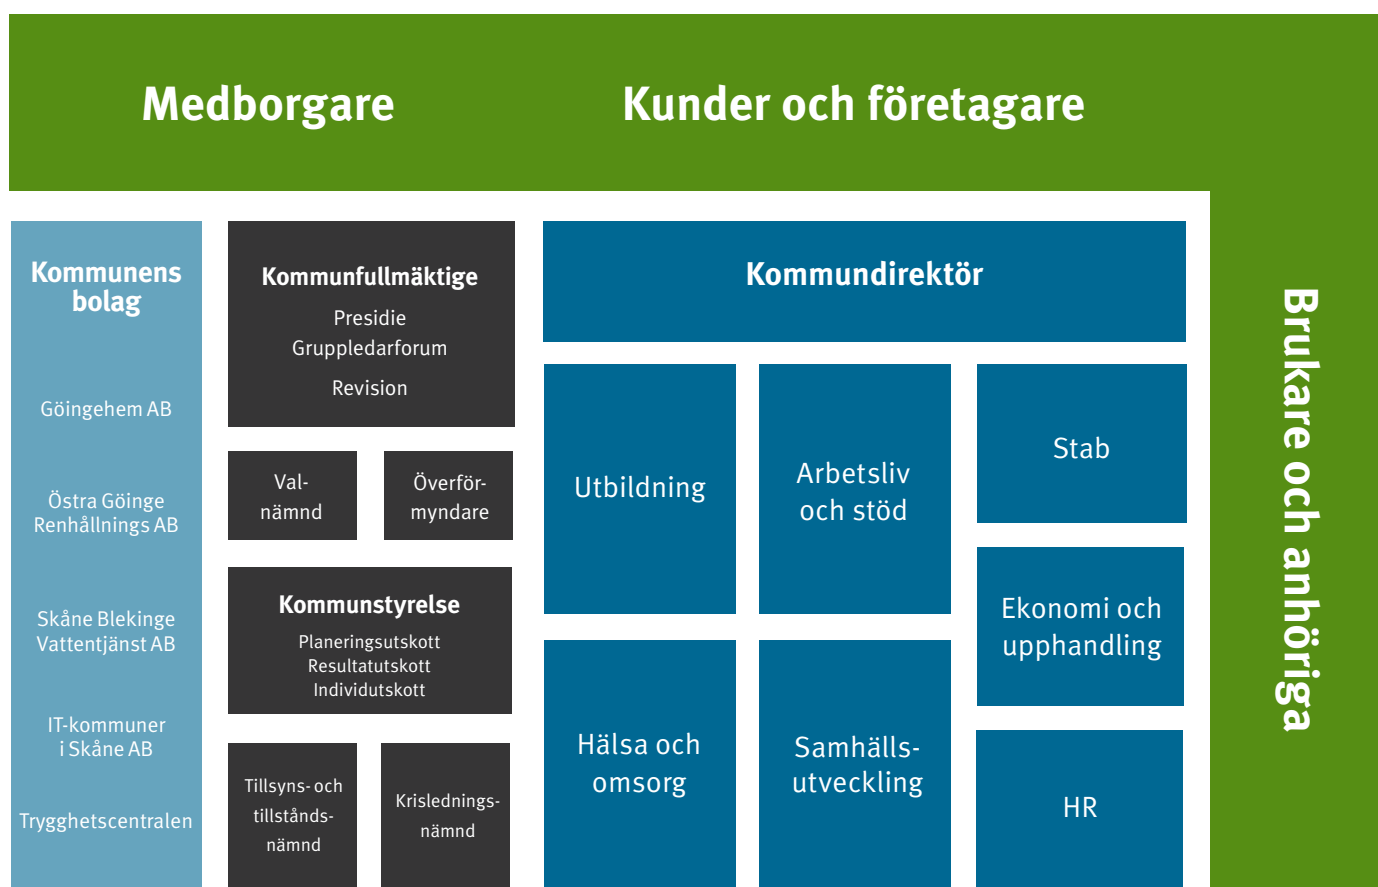 Medborgare
Kunder och företagare
Brukare och anhöriga
Kommunens
bolag
Göingehem AB
Östra Göinge
Renhållnings AB
Skåne Blekinge
Vattentjänst AB
IT-kommuner
i Skåne AB
Trygghetscentralen
Kommunfullmäktige
Presidie
Gruppledarforum
Revision
Val-
nämnd
Överför-
myndare
Kommunstyrelse
Planeringsutskott
Resultatutskott
Individutskott
Tillsyns- och
tillstånds-
nämnd
Krislednings-
nämnd
Kommundirektör
Utbildning
Arbetsliv
och stöd
Stab
Ekonomi och
upphandling
Hälsa och
omsorg
Samhälls-
utveckling
HR